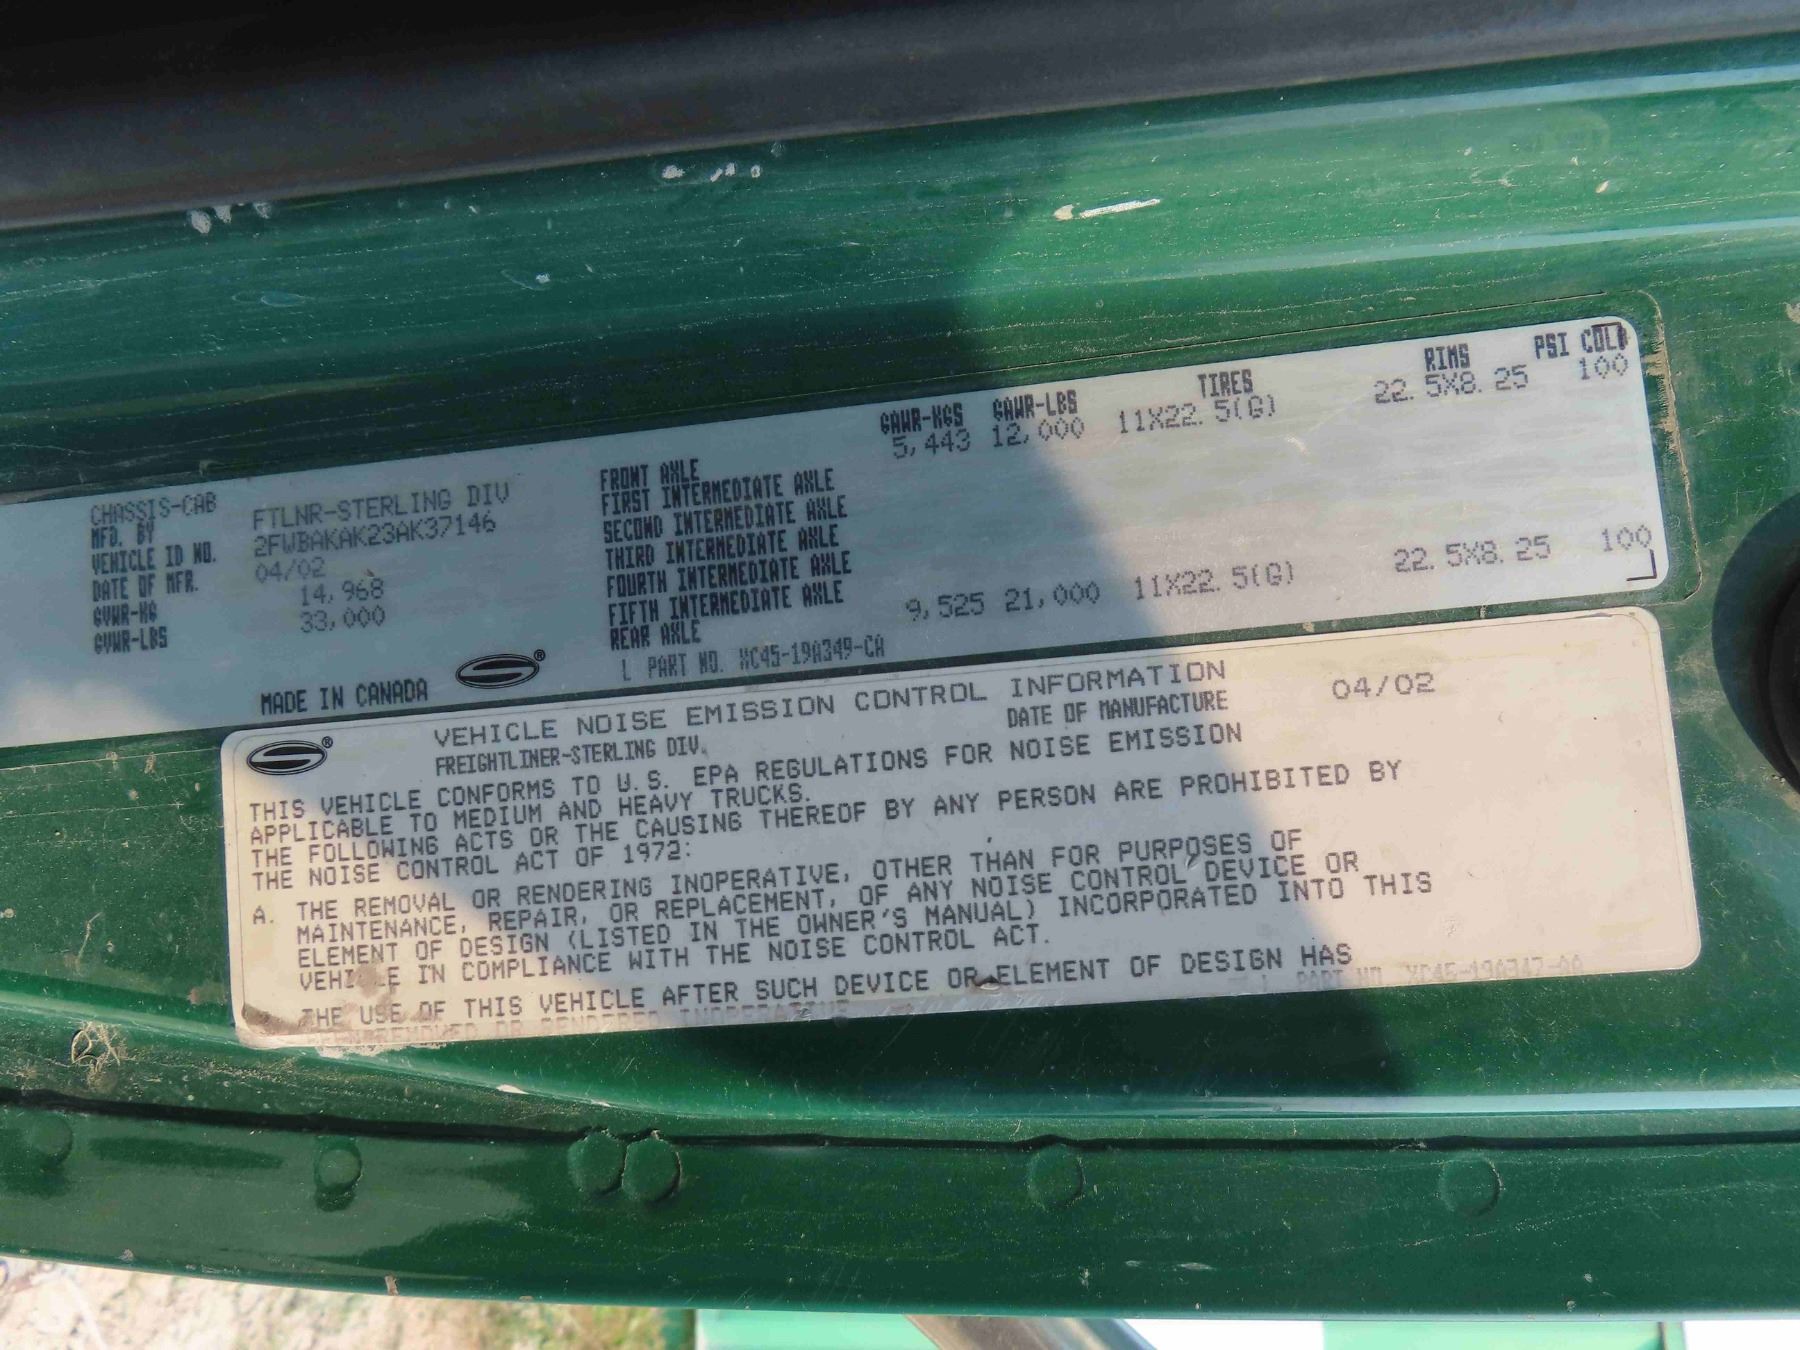 CHASSIS-CAB
MFD. BY FTLNR-STERLING DIV
VEHICLE ID NO. 2FWBAKAK23AK37146
DATE OF MFR. 04/02
GVWR-KG 14,968
GVWR-LBS 33,000
MADE IN CANADA ®
GAWR-KGS GAWR-LBS TIRES RIMS PSI COLD
FRONT AXLE 5,443 12,000 11X22.5(G) 22.5X8.25 100
FIRST INTERMEDIATE AXLE
SECOND INTERMEDIATE AXLE
THIRD INTERMEDIATE AXLE
FOURTH INTERMEDIATE AXLE
FIFTH INTERMEDIATE AXLE
REAR AXLE 9,525 21,000 11X22.5(G) 22.5X8.25 100
L PART NO. XC45-19A349-CA
® VEHICLE NOISE EMISSION CONTROL INFORMATION
FREIGHTLINER-STERLING DIV. DATE OF MANUFACTURE 04/02
THIS VEHICLE CONFORMS TO U.S. EPA REGULATIONS FOR NOISE EMISSION
APPLICABLE TO MEDIUM AND HEAVY TRUCKS.
THE FOLLOWING ACTS OR THE CAUSING THEREOF BY ANY PERSON ARE PROHIBITED BY
THE NOISE CONTROL ACT OF 1972:
A. THE REMOVAL OR RENDERING INOPERATIVE, OTHER THAN FOR PURPOSES OF
MAINTENANCE, REPAIR, OR REPLACEMENT, OF ANY NOISE CONTROL DEVICE OR
ELEMENT OF DESIGN (LISTED IN THE OWNER'S MANUAL) INCORPORATED INTO THIS
VEHICLE IN COMPLIANCE WITH THE NOISE CONTROL ACT.
THE USE OF THIS VEHICLE AFTER SUCH DEVICE OR ELEMENT OF DESIGN HAS
REMOVED OR RENDERED INOPERATIVE
L PART NO. XC45-19A347-AA